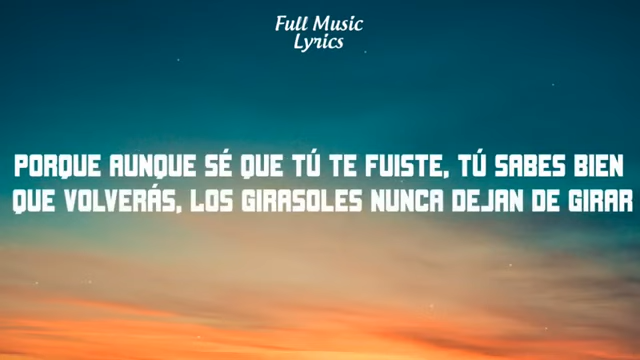 Full Music
Lyrics
PORQUE AUNQUE SÉ QUE TÚ TE FUISTE, TÚ SABES BIEN
QUE VOLVERÁS, LOS GIRASOLES NUNCA DEJAN DE GIRAR